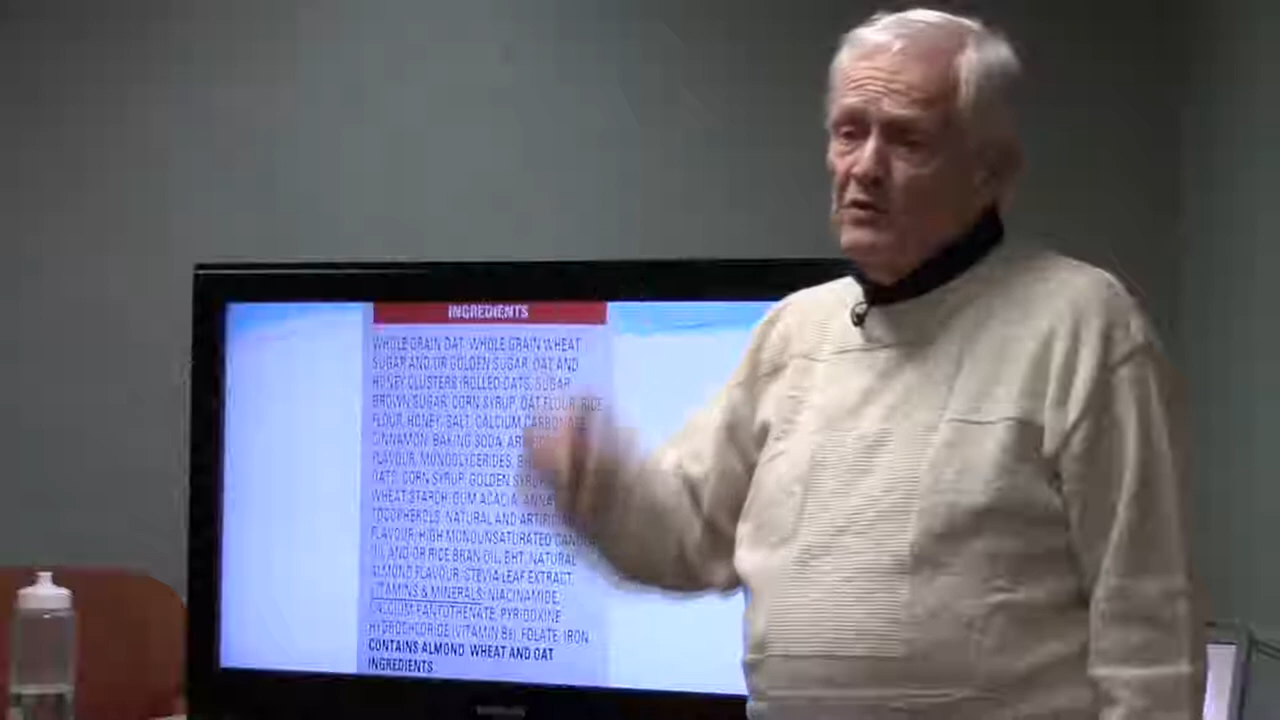 INGREDIENTS
WHOLE GRAIN OAT, WHOLE GRAIN WHEAT
SUGAR AND/OR GOLDEN SUGAR, OAT AND
HONEY CLUSTERS (ROLLED OATS, SUGAR
BROWN SUGAR, CORN SYRUP, OAT FLOUR, RICE
FLOUR, HONEY, SALT, CALCIUM CARBONATE
CINNAMON, BAKING SODA,
FLAVOUR, MONOGLYCERIDES,
OATS, CORN SYRUP, GOLDEN SYRUP
WHEAT STARCH, GUM ACACIA,
TOCOPHEROLS, NATURAL AND ARTIFICIAL
FLAVOUR, HIGH MONOUNSATURATED CANOLA
OIL AND/OR RICE BRAN OIL, BHT, NATURAL
ALMOND FLAVOUR, STEVIA LEAF EXTRACT,
VITAMINS & MINERALS: NIACINAMIDE,
CALCIUM PANTOTHENATE, PYRIDOXINE
HYDROCHLORIDE (VITAMIN B6), FOLATE, IRON
CONTAINS ALMOND, WHEAT AND OAT
INGREDIENTS.